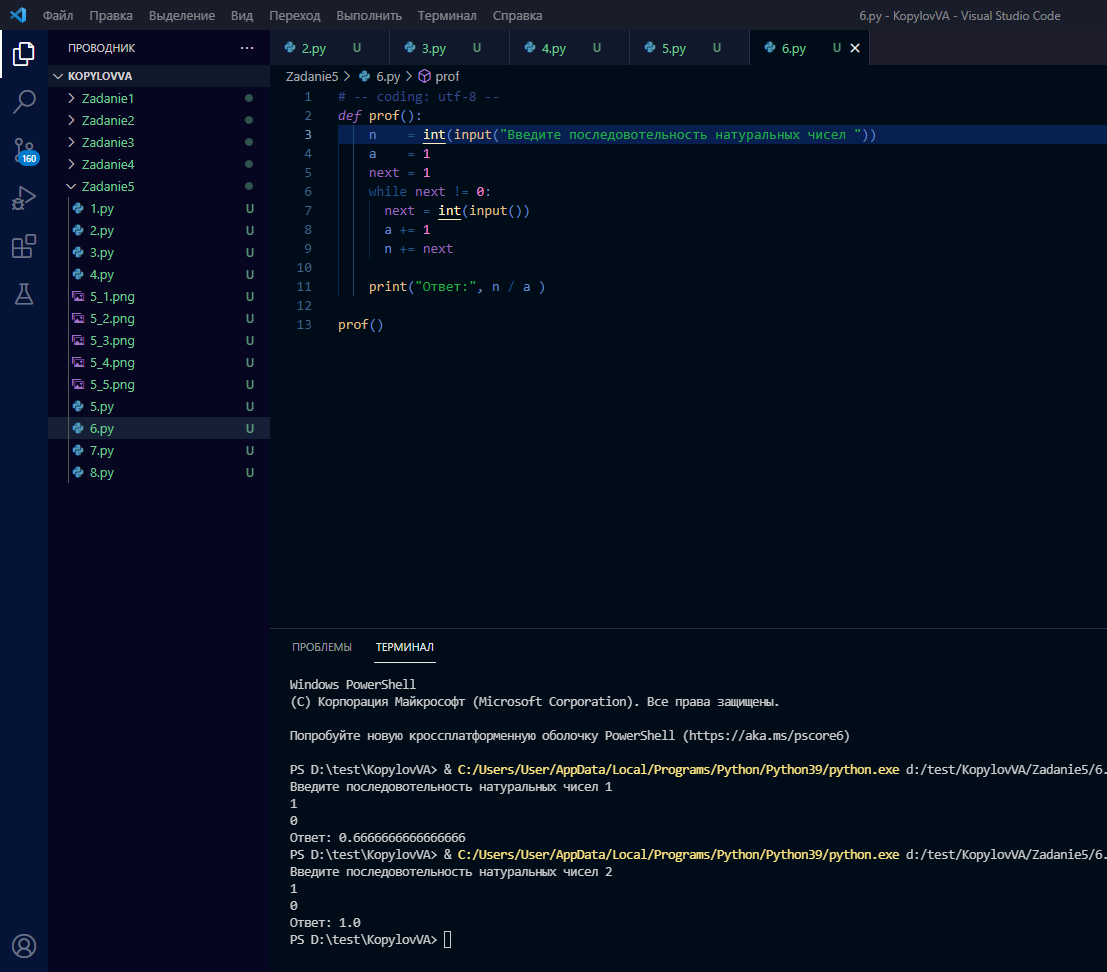 Файл Правка Выделение Вид Переход Выполнить Терминал Справка 6.py - KopylovVA - Visual Studio Code
ПРОВОДНИК ···
KOPYLOVVA
Zadanie1
Zadanie2
Zadanie3
Zadanie4
Zadanie5
1.py U
2.py U
3.py U
4.py U
5_1.png U
5_2.png U
5_3.png U
5_4.png U
5_5.png U
5.py U
6.py U
7.py U
8.py U
160
2.py U 3.py U 4.py U 5.py U 6.py U
Zadanie5 > 6.py > prof
1 # -- coding: utf-8 --
2 def prof():
3 n = int(input("Введите последовотельность натуральных чисел "))
4 a = 1
5 next = 1
6 while next != 0:
7 next = int(input())
8 a += 1
9 n += next
10
11 print("Ответ:", n / a )
12
13 prof()
ПРОБЛЕМЫ ТЕРМИНАЛ
Windows PowerShell
(C) Корпорация Майкрософт (Microsoft Corporation). Все права защищены.
Попробуйте новую кроссплатформенную оболочку PowerShell (https://aka.ms/pscore6)
PS D:\test\KopylovVA> & C:/Users/User/AppData/Local/Programs/Python/Python39/python.exe d:/test/KopylovVA/Zadanie5/6.
Введите последовотельность натуральных чисел 1
1
0
Ответ: 0.6666666666666666
PS D:\test\KopylovVA> & C:/Users/User/AppData/Local/Programs/Python/Python39/python.exe d:/test/KopylovVA/Zadanie5/6.
Введите последовотельность натуральных чисел 2
1
0
Ответ: 1.0
PS D:\test\KopylovVA>